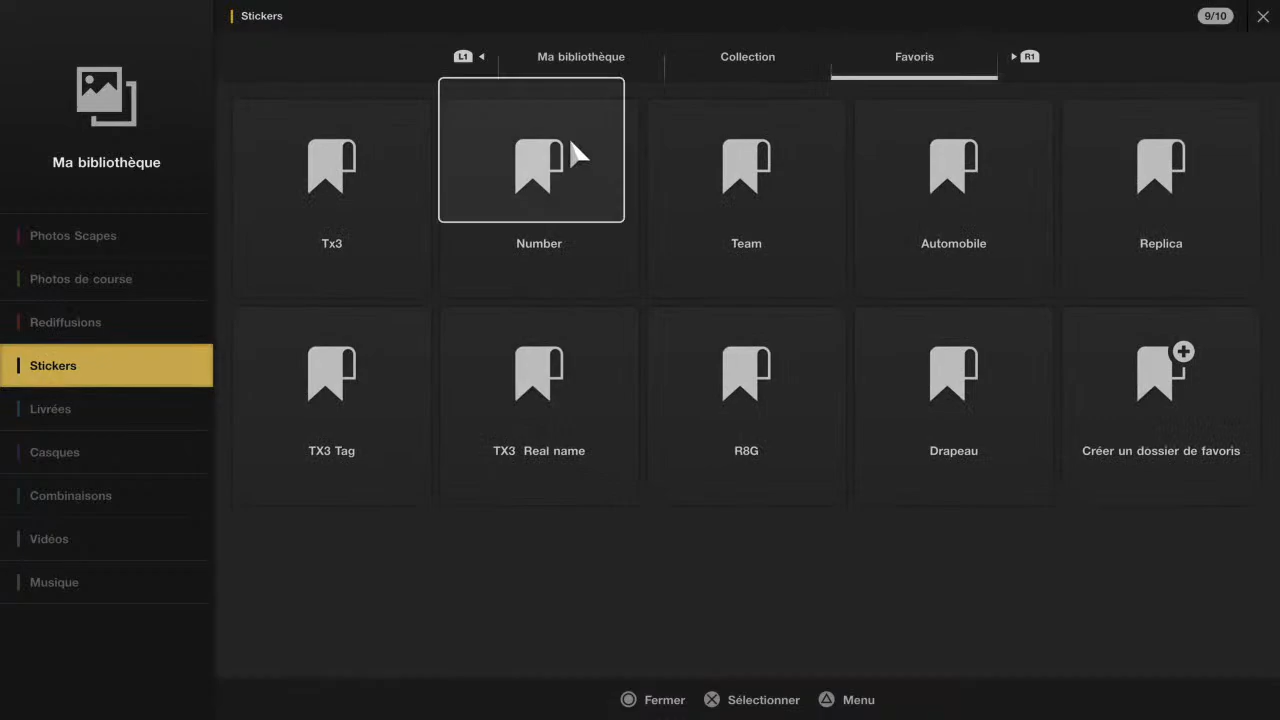 Stickers
9/10
L1
Ma bibliothèque
Collection
Favoris
R1
Ma bibliothèque
Photos Scapes
Photos de course
Rediffusions
Stickers
Livrées
Casques
Combinaisons
Vidéos
Musique
Tx3
Number
Team
Automobile
Replica
TX3 Tag
TX3 Real name
R8G
Drapeau
Créer un dossier de favoris
Fermer
Sélectionner
Menu